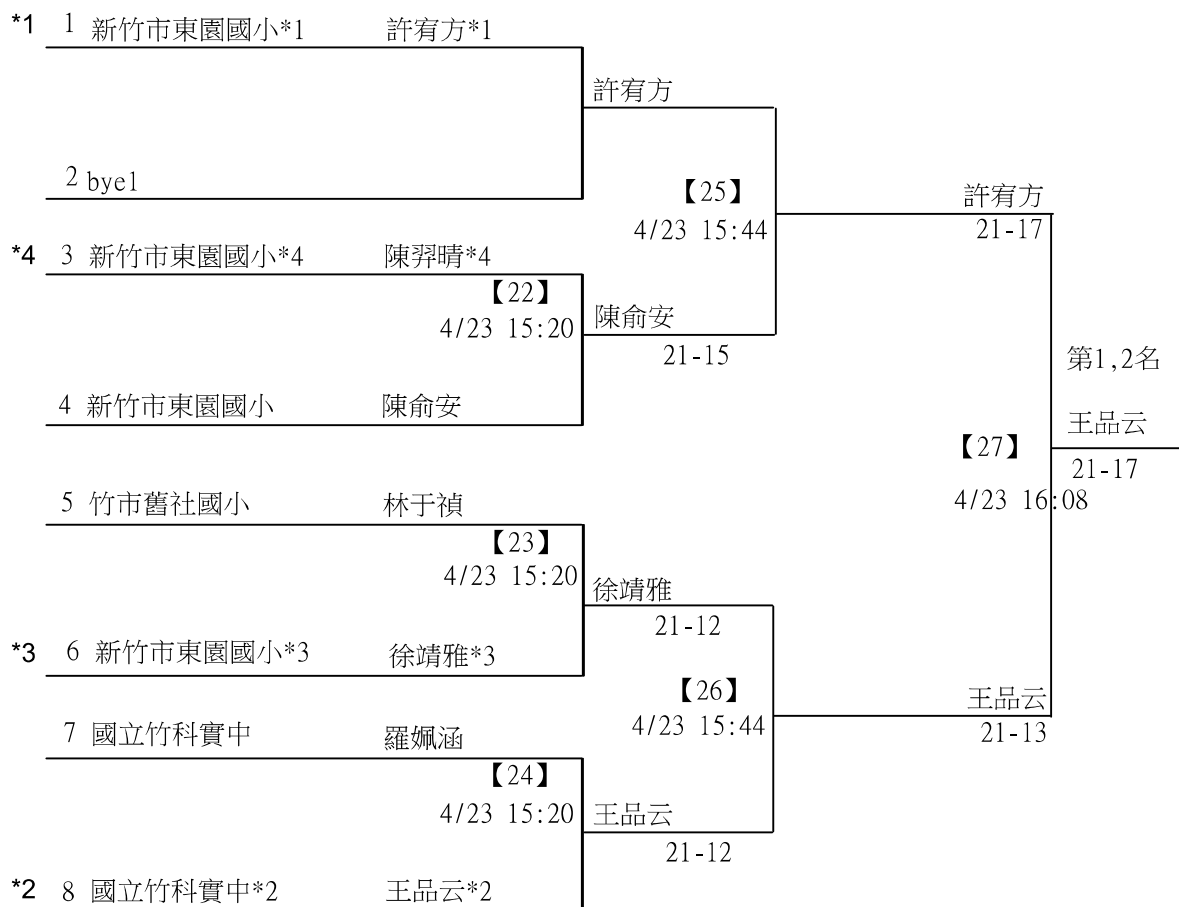 *1 1 新竹市東園國小*1 許宥方*1
許宥方
2 bye1
【25】
4/23 15:44
許宥方
21-17
*4 3 新竹市東園國小*4 陳羿晴*4
【22】
4/23 15:20
陳俞安
21-15
第1,2名
4 新竹市東園國小 陳俞安
王品云
【27】
21-17
4/23 16:08
5 竹市舊社國小 林于禎
【23】
4/23 15:20
徐靖雅
21-12
*3 6 新竹市東園國小*3 徐靖雅*3
【26】
4/23 15:44
王品云
21-13
7 國立竹科實中 羅姵涵
【24】
4/23 15:20
王品云
21-12
*2 8 國立竹科實中*2 王品云*2